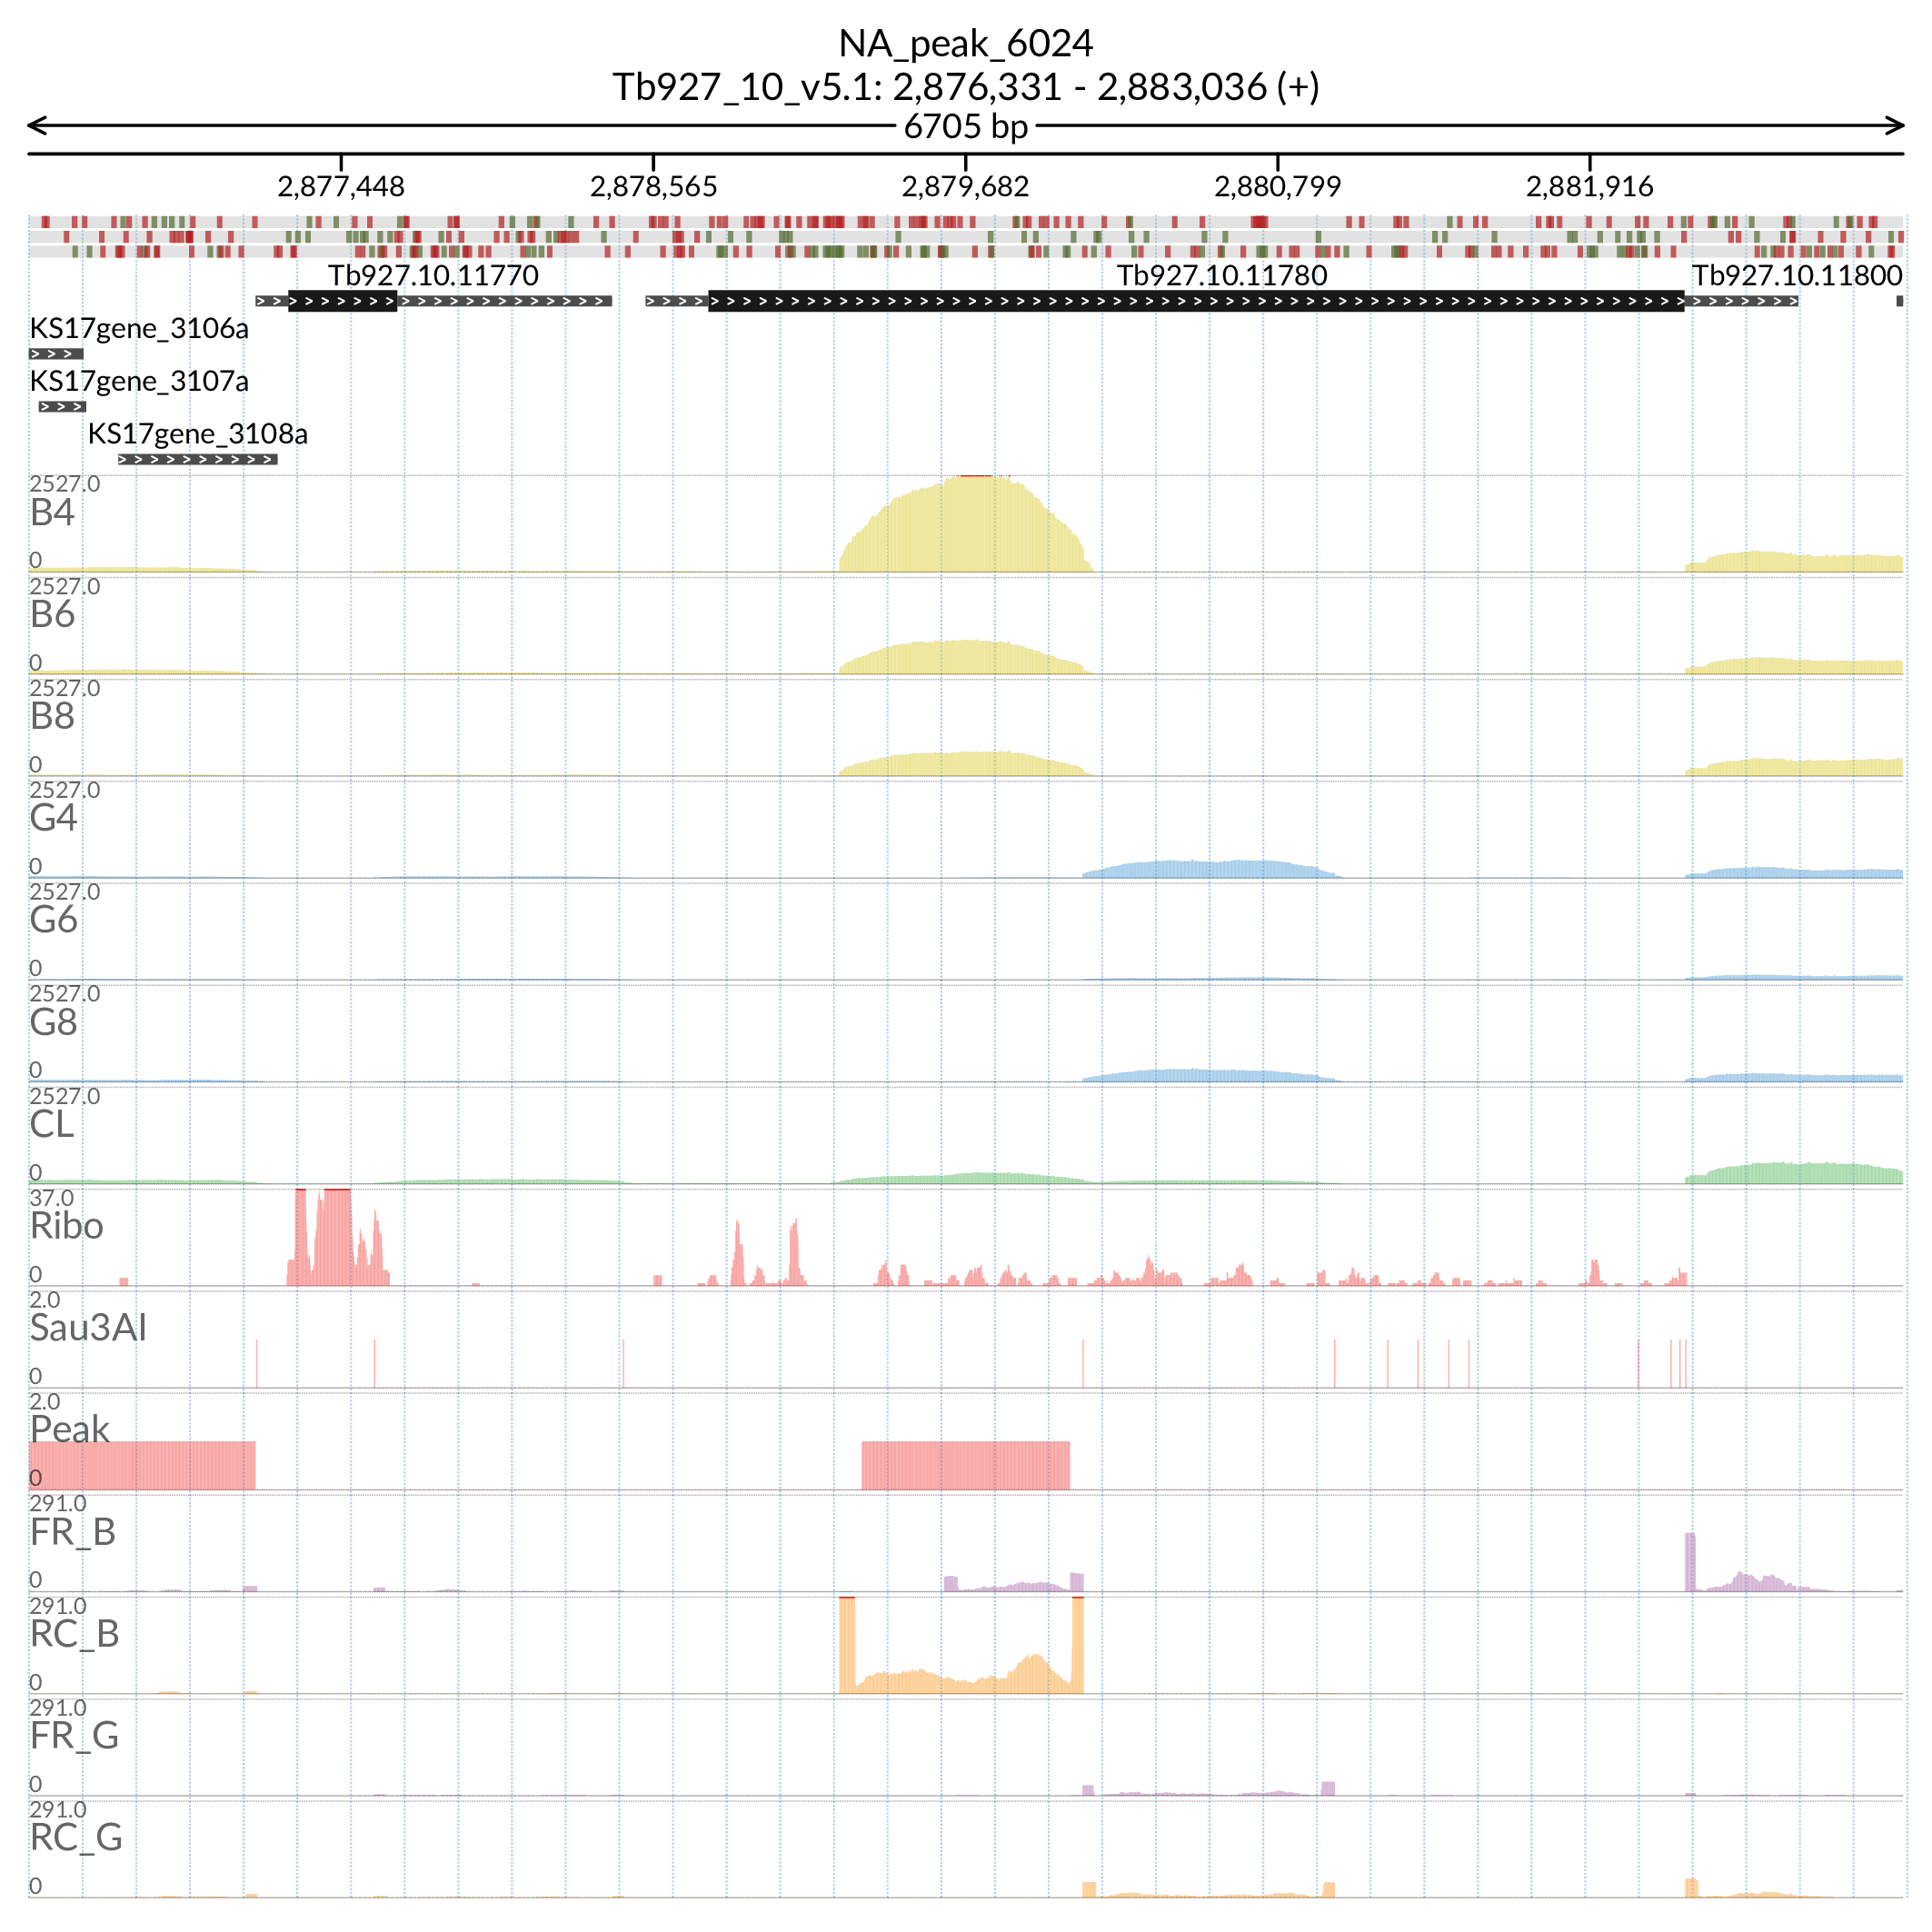 NA_peak_6024
Tb927_10_v5.1: 2,876,331 - 2,883,036 (+)
6705 bp
2,877,448 2,878,565 2,879,682 2,880,799 2,881,916
Tb927.10.11770 Tb927.10.11780 Tb927.10.11800
KS17gene_3106a
KS17gene_3107a
KS17gene_3108a
2527.0
B4
0
2527.0
B6
0
2527.0
B8
0
2527.0
G4
0
2527.0
G6
0
2527.0
G8
0
2527.0
CL
0
37.0
Ribo
0
2.0
Sau3AI
0
2.0
Peak
0
291.0
FR_B
0
291.0
RC_B
0
291.0
FR_G
0
291.0
RC_G
0